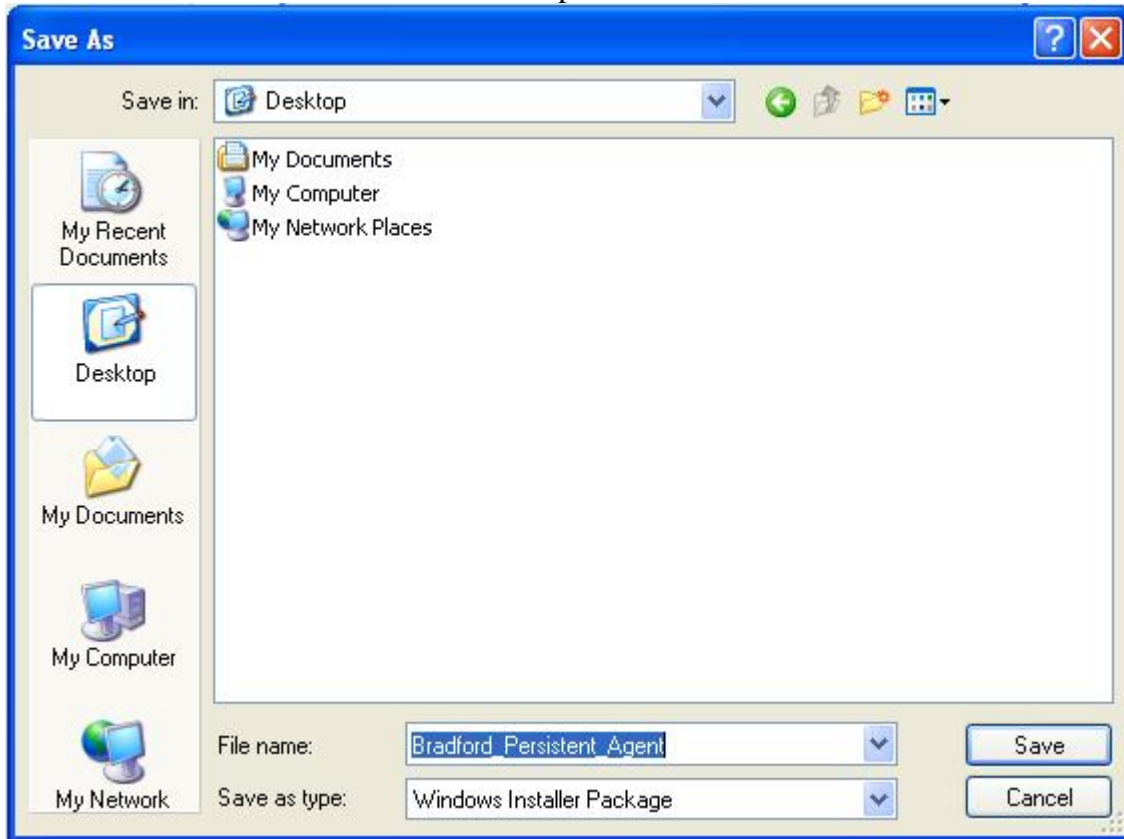 Save As
Save in:
Desktop
My Documents
My Computer
My Network Places
My Recent
Documents
Desktop
My Documents
My Computer
My Network
File name:
Bradford_Persistent_Agent
Save
Save as type:
Windows Installer Package
Cancel